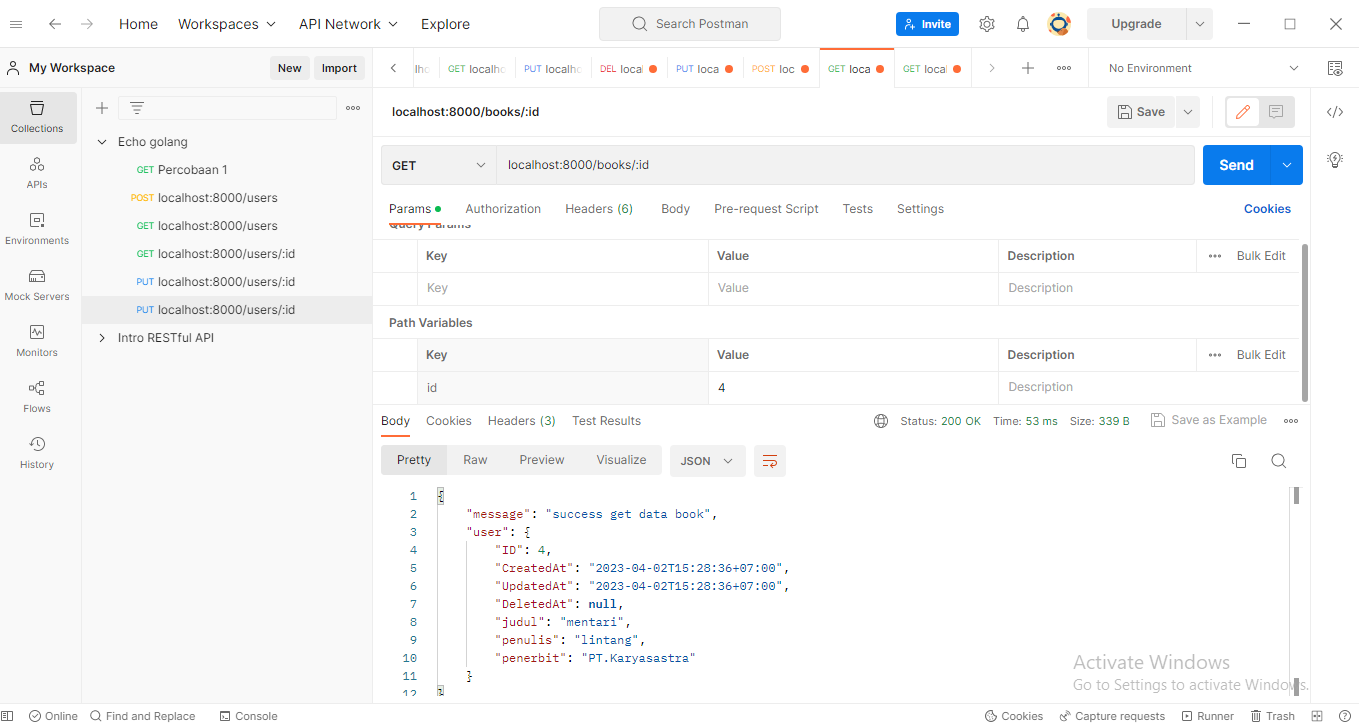 Home Workspaces API Network Explore Search Postman Invite Upgrade
My Workspace New Import
lhc GET localhc PUT localhc DEL local PUT loca POST loc GET loca GET local No Environment
Collections
APIs
Environments
Mock Servers
Monitors
Flows
History
Echo golang
GET Percobaan 1
POST localhost:8000/users
GET localhost:8000/users
GET localhost:8000/users/:id
PUT localhost:8000/users/:id
PUT localhost:8000/users/:id
Intro RESTful API
localhost:8000/books/:id Save
GET localhost:8000/books/:id Send
Params Authorization Headers (6) Body Pre-request Script Tests Settings Cookies
Query Params
Key Value Description Bulk Edit
Key Value Description
Path Variables
Key Value Description Bulk Edit
id 4 Description
Body Cookies Headers (3) Test Results Status: 200 OK Time: 53 ms Size: 339 B Save as Example
Pretty Raw Preview Visualize JSON
1 {
2 "message": "success get data book",
3 "user": {
4 "ID": 4,
5 "CreatedAt": "2023-04-02T15:28:36+07:00",
6 "UpdatedAt": "2023-04-02T15:28:36+07:00",
7 "DeletedAt": null,
8 "judul": "mentari",
9 "penulis": "lintang",
10 "penerbit": "PT.Karyasastra"
11 }
12 }
Activate Windows
Go to Settings to activate Windows.
Online Find and Replace Console Cookies Capture requests Runner Trash